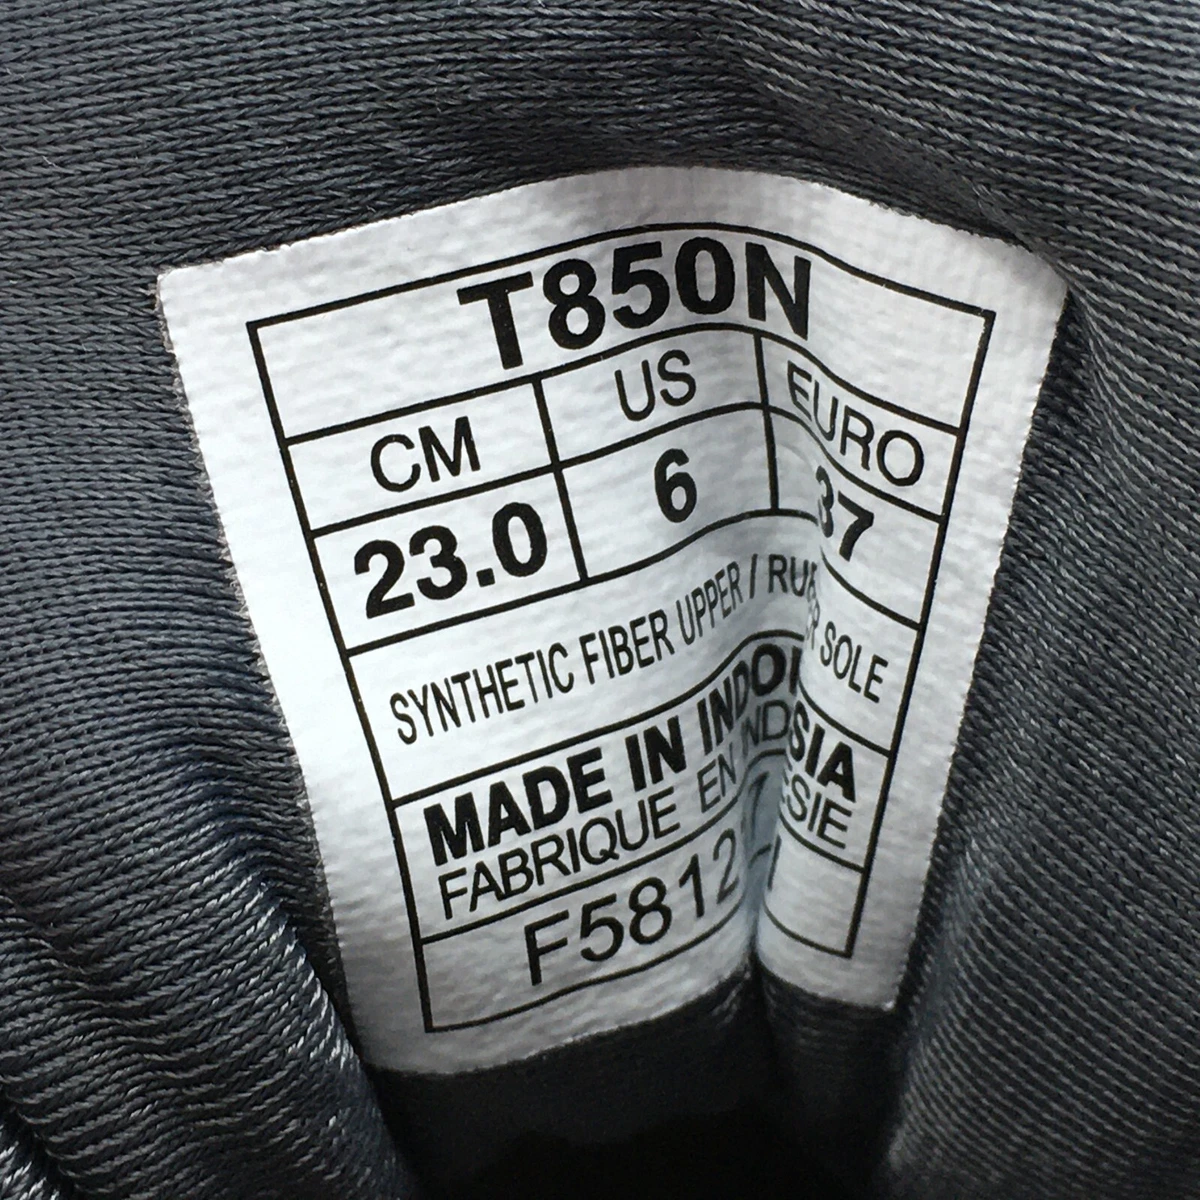 T850N
CM US EURO
23.0 6 37
SYNTHETIC FIBER UPPER / RUBBER SOLE
MADE IN INDONESIA
FABRIQUE EN INDONESIE
F5812